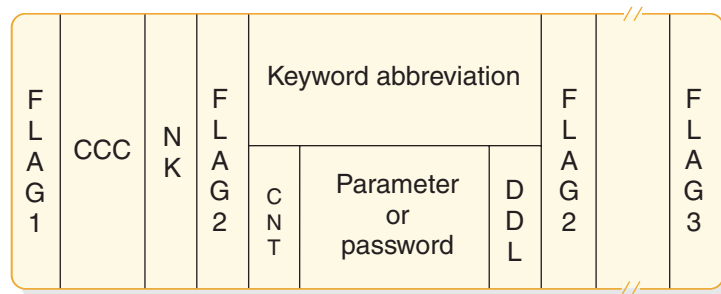 FLAG1
CCC
NK
FLAG2
Keyword abbreviation
CNT
Parameter
or
password
DDL
FLAG2
FLAG3